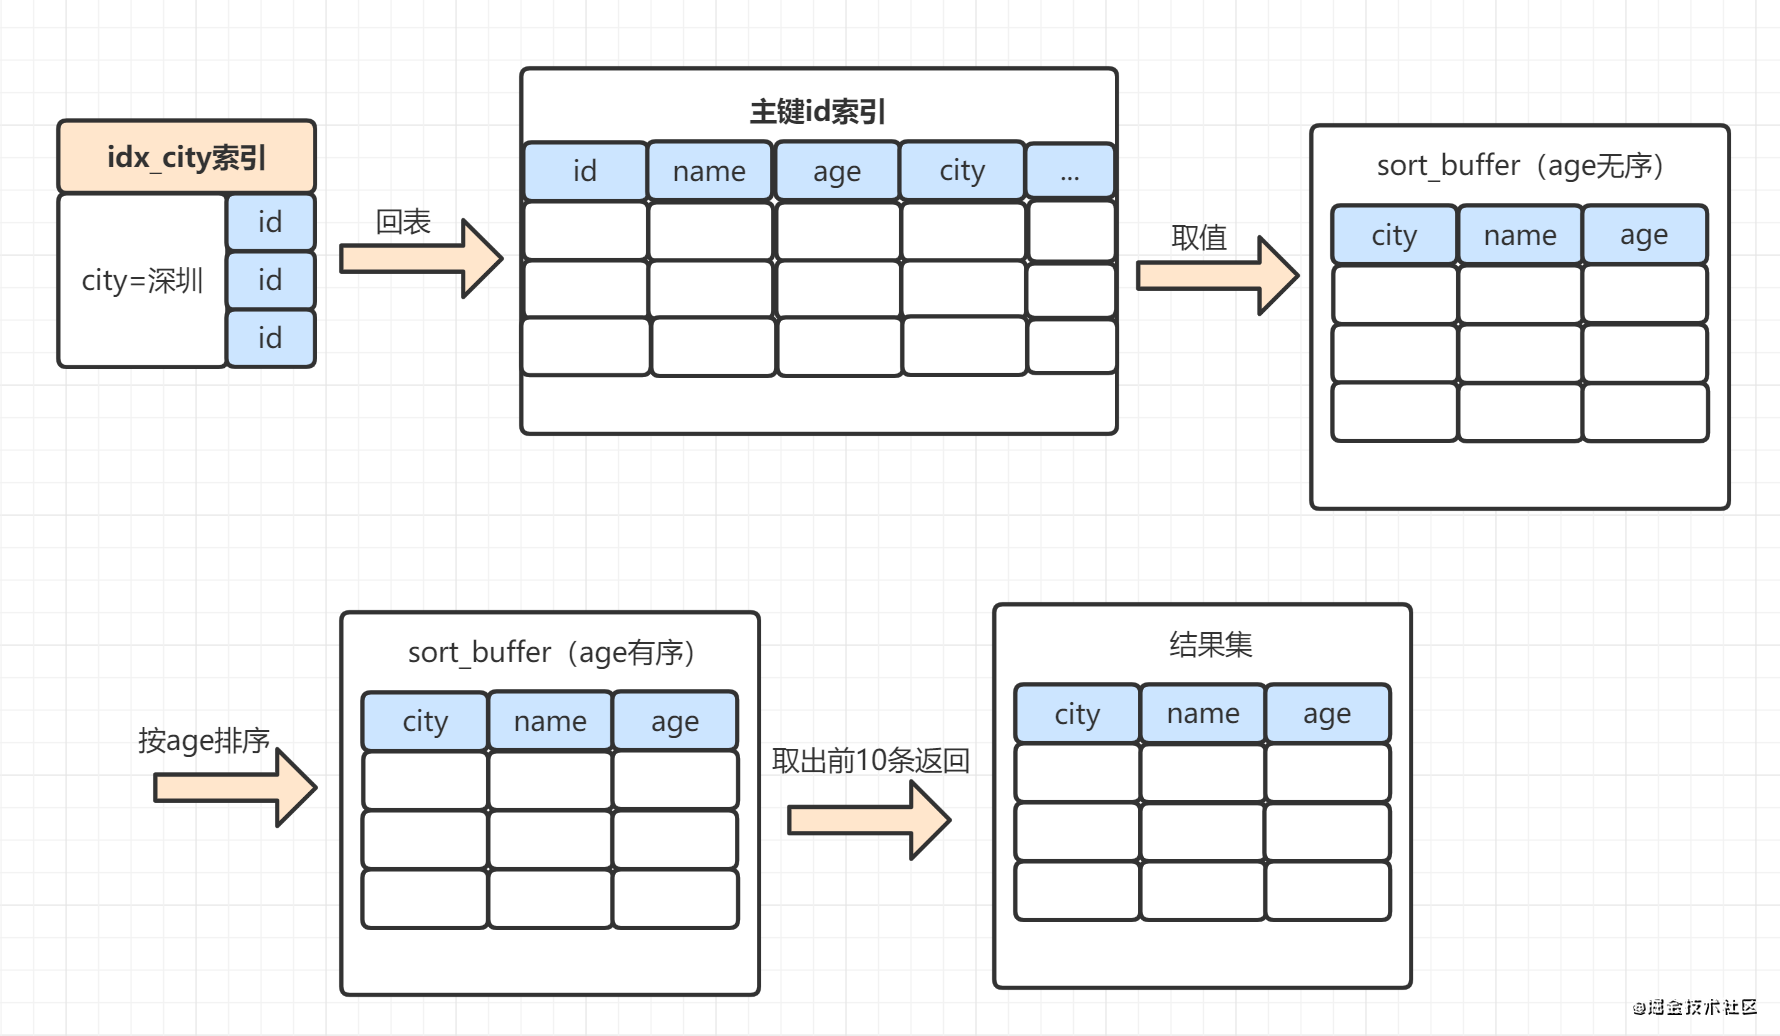 idx_city索引
city=深圳
id
id
id
回表
主键id索引
id name age city ...
取值
sort_buffer（age无序）
city name age
按age排序
sort_buffer（age有序）
city name age
取出前10条返回
结果集
city name age
@掘金技术社区